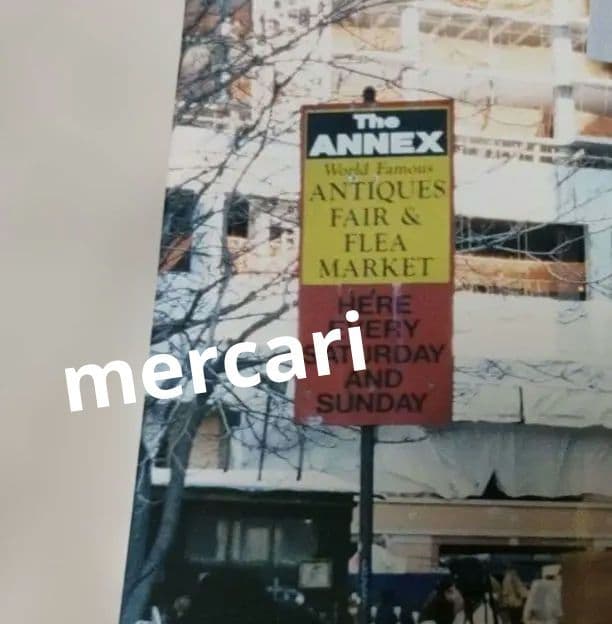 The
ANNEX
World Famous
ANTIQUES
FAIR &
FLEA
MARKET
HERE
EVERY
SATURDAY
AND
SUNDAY
mercari